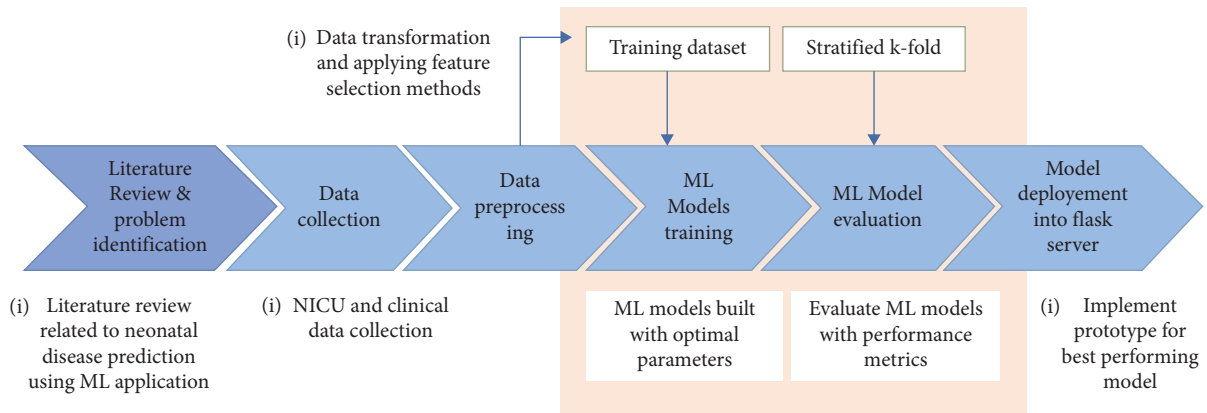 (i) Data transformation
and applying feature
selection methods
Training dataset
Stratified k-fold
Literature
Review &
problem
identification
Data
collection
Data
preprocess
ing
ML
Models
training
ML Model
evaluation
Model
deployement
into flask
server
(i) Literature review
related to neonatal
disease prediction
using ML application
(i) NICU and clinical
data collection
ML models built
with optimal
parameters
Evaluate ML models
with performance
metrics
(i) Implement
prototype for
best performing
model